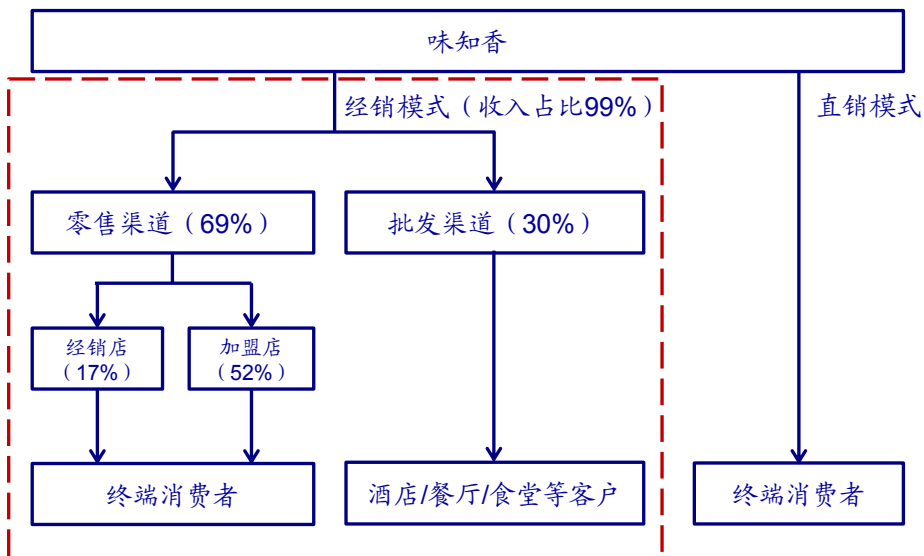 味知香
经销模式（收入占比99%）
直销模式
零售渠道（69%）
批发渠道（30%）
经销店
（17%）
加盟店
（52%）
终端消费者
酒店/餐厅/食堂等客户
终端消费者